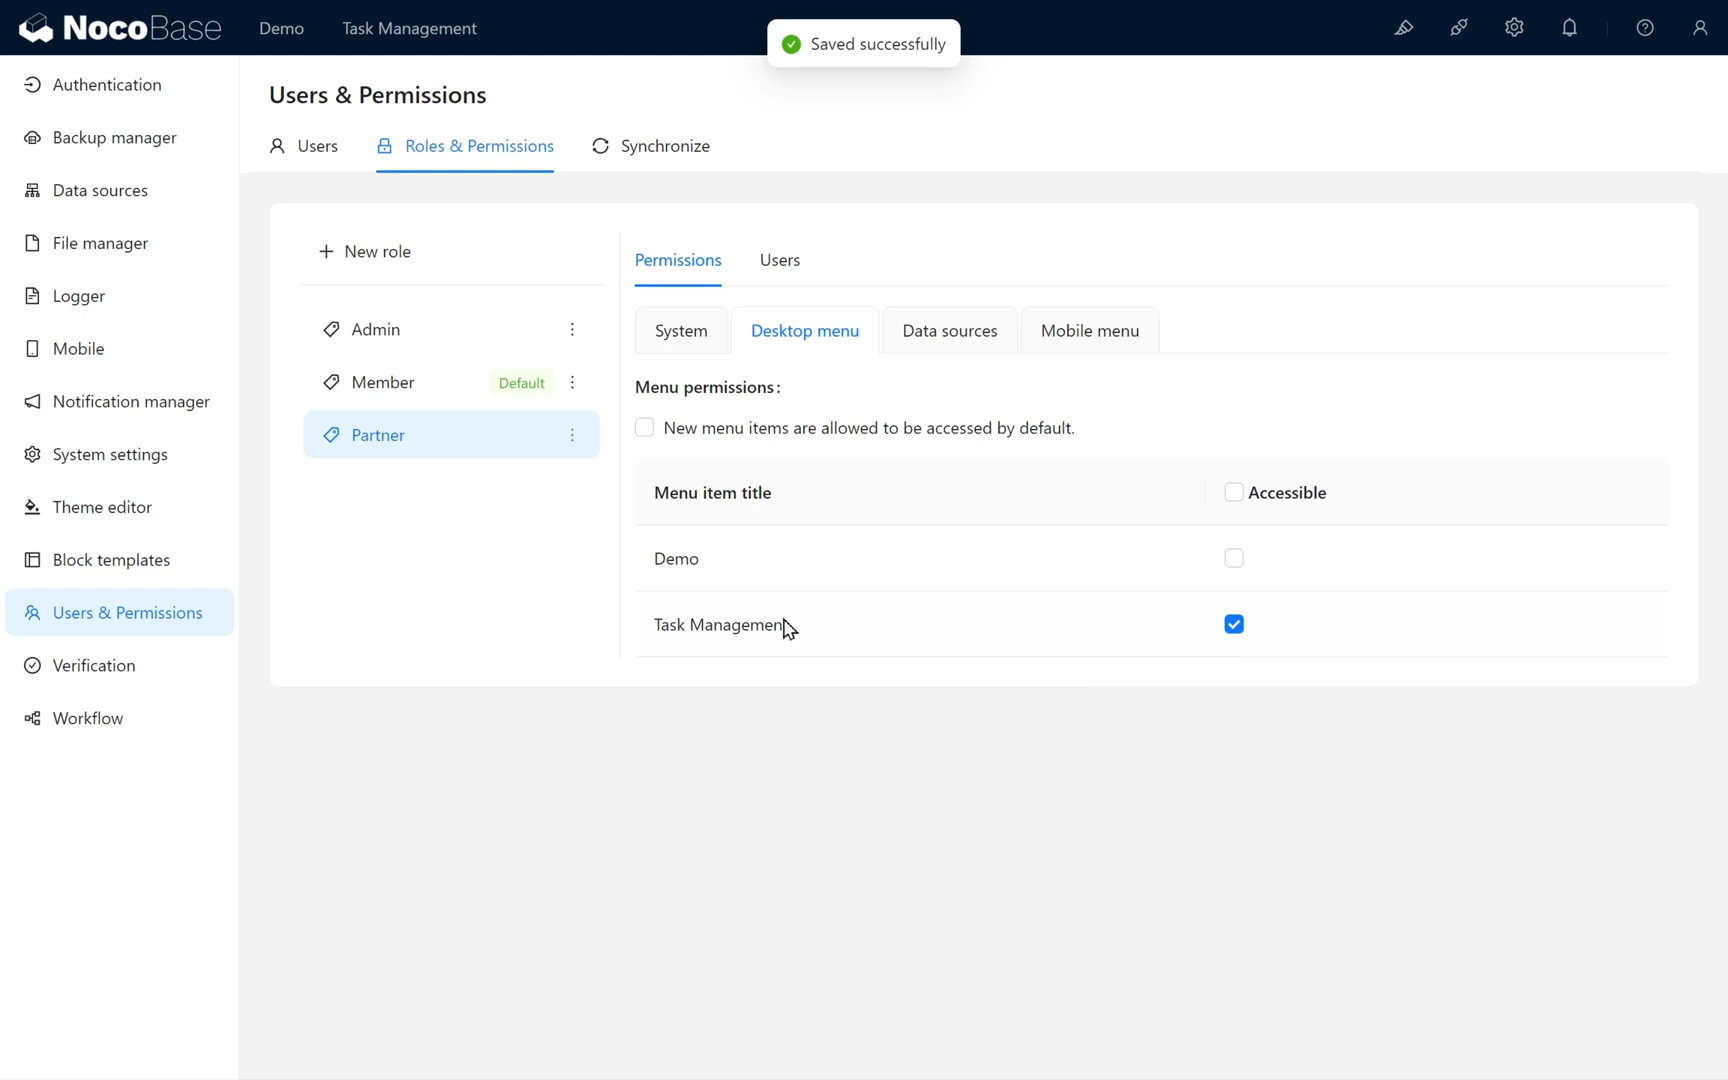 NocoBase
Demo
Task Management
Saved successfully
Authentication
Backup manager
Data sources
File manager
Logger
Mobile
Notification manager
System settings
Theme editor
Block templates
Users & Permissions
Verification
Workflow
Users & Permissions
Users
Roles & Permissions
Synchronize
New role
Admin
Member Default
Partner
Permissions
Users
System
Desktop menu
Data sources
Mobile menu
Menu permissions:
New menu items are allowed to be accessed by default.
Menu item title
Accessible
Demo
Task Management